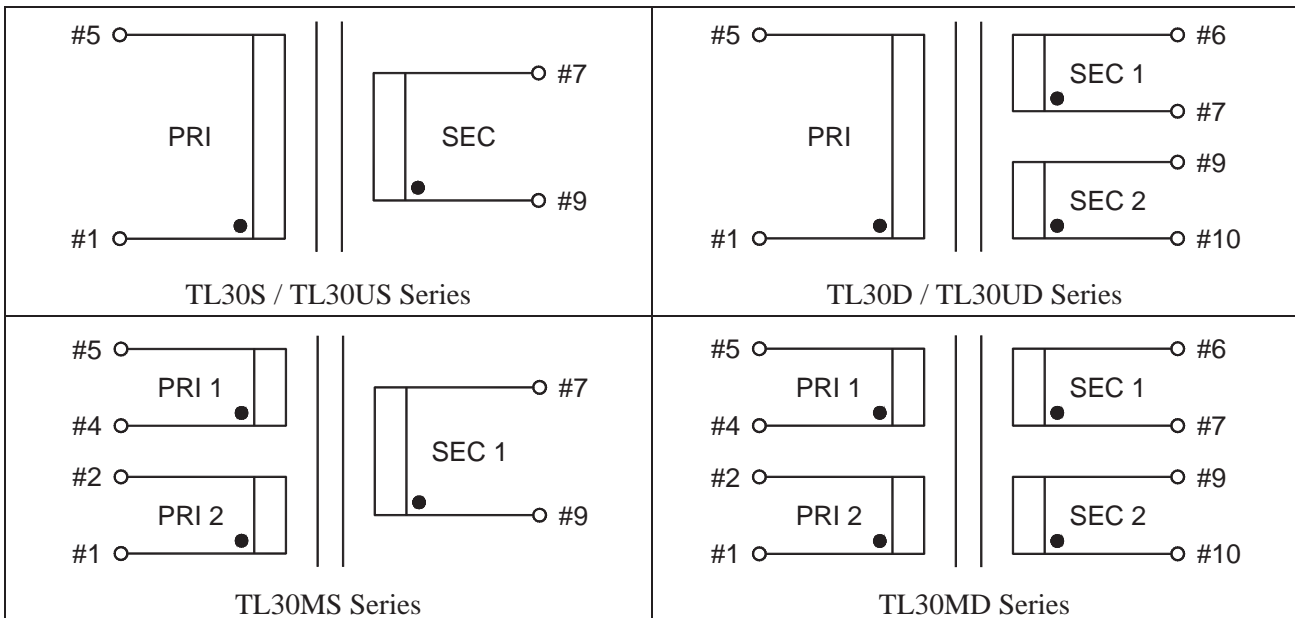 #5
#7
PRI
SEC
#9
#1
TL30S / TL30US Series
#5
#6
SEC 1
#7
PRI
#9
SEC 2
#1
#10
TL30D / TL30UD Series
#5
PRI 1
#7
#4
SEC 1
#2
PRI 2
#9
#1
TL30MS Series
#5
#6
PRI 1
SEC 1
#4
#7
#2
#9
PRI 2
SEC 2
#1
#10
TL30MD Series